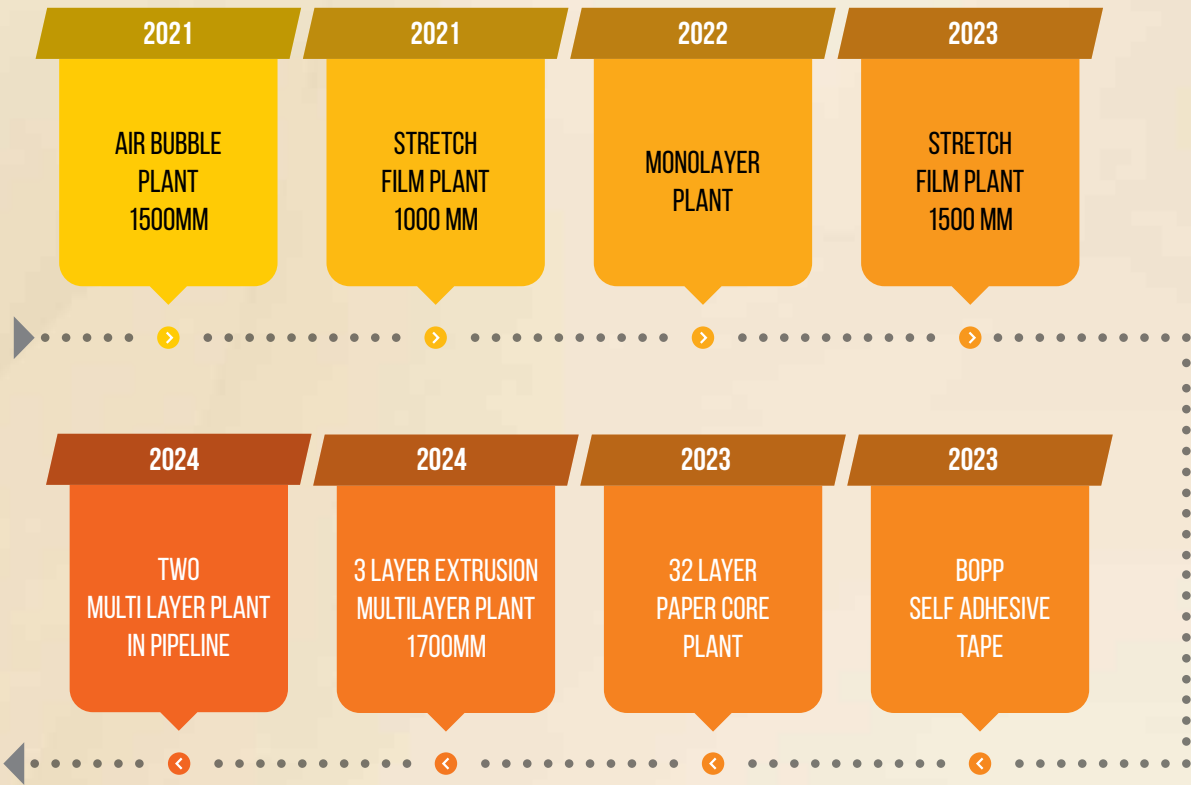 2021
AIR BUBBLE
PLANT
1500MM
2021
STRETCH
FILM PLANT
1000 MM
2022
MONOLAYER
PLANT
2023
STRETCH
FILM PLANT
1500 MM
2023
BOPP
SELF ADHESIVE
TAPE
2023
32 LAYER
PAPER CORE
PLANT
2024
3 LAYER EXTRUSION
MULTILAYER PLANT
1700MM
2024
TWO
MULTI LAYER PLANT
IN PIPELINE